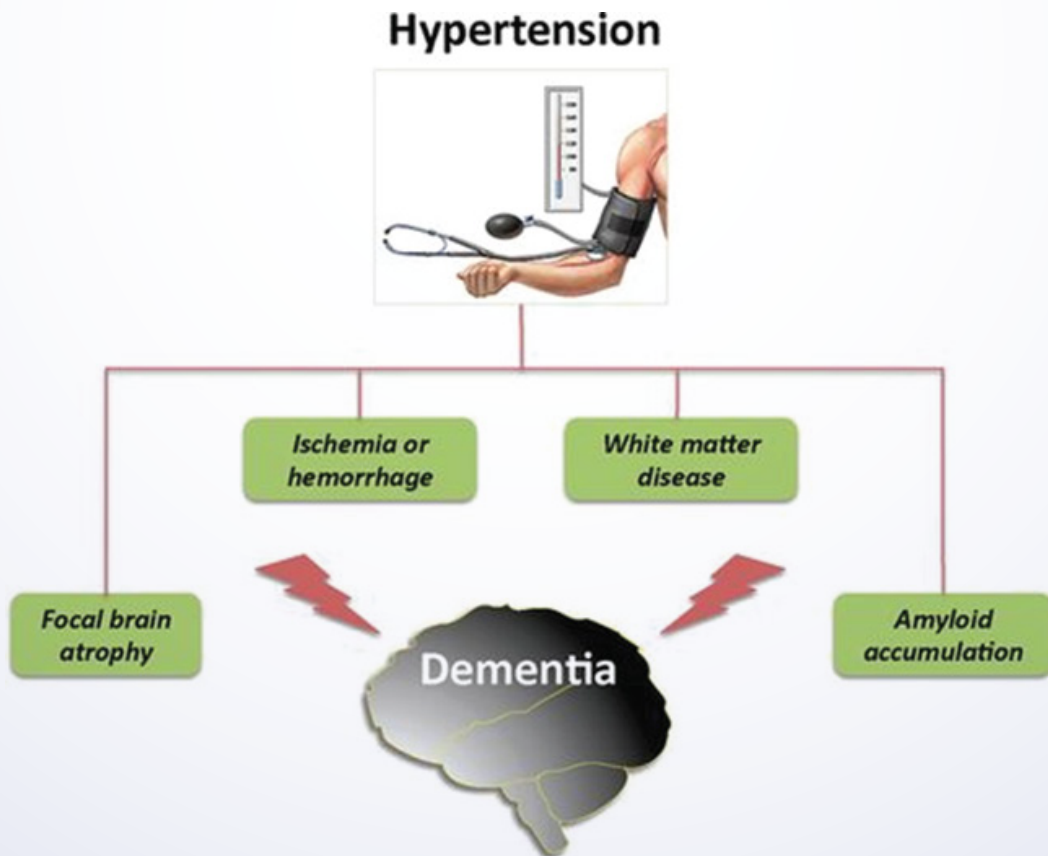 Hypertension
Ischemia or
hemorrhage
White matter
disease
Focal brain
atrophy
Dementia
Amyloid
accumulation